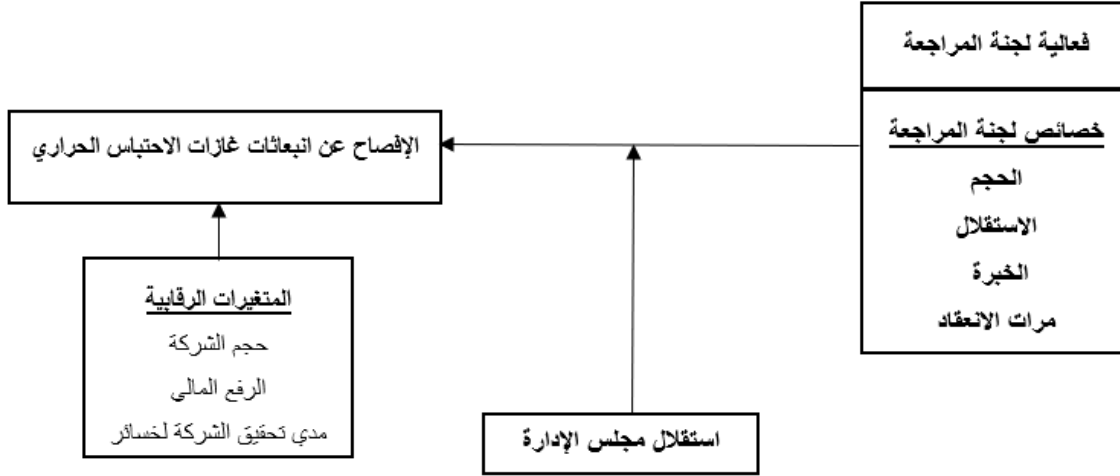 فعالية لجنة المراجعة
خصائص لجنة المراجعة
الحجم
الاستقلال
الخبرة
مرات الانعقاد
الإفصاح عن انبعاثات غازات الاحتباس الحراري
المتغيرات الرقابية
حجم الشركة
الرفع المالي
مدي تحقيق الشركة لخسائر
استقلال مجلس الإدارة